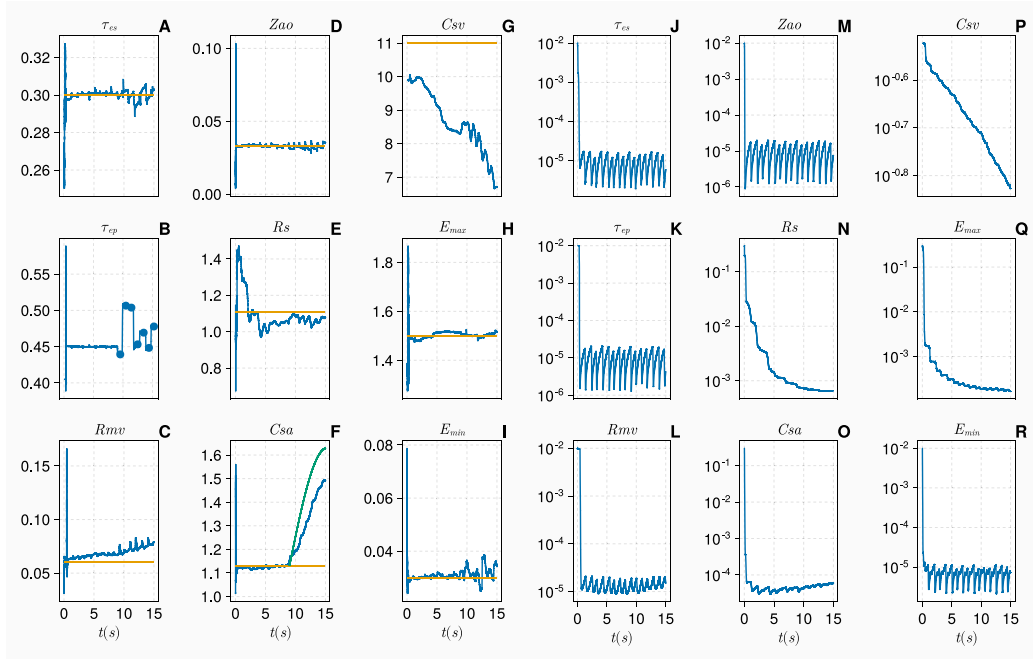 τes A Zao D Csv G τes J Zao M Csv P
0.32 0.30 0.28 0.26
0.10 0.05 0.00
11 10 9 8 7
10^-2 10^-3 10^-4 10^-5
10^-2 10^-3 10^-4 10^-5 10^-6
10^-0.6 10^-0.7 10^-0.8
τep B Rs E Emax H τep K Rs N Emax Q
0.55 0.50 0.45 0.40
1.4 1.2 1.0 0.8
1.8 1.6 1.4
10^-2 10^-3 10^-4 10^-5 10^-6
10^-1 10^-2 10^-3
10^-1 10^-2 10^-3
Rmv C Csa F Emin I Rmv L Csa O Emin R
0.15 0.10 0.05
1.6 1.5 1.4 1.3 1.2 1.1 1.0
0.08 0.06 0.04
10^-2 10^-3 10^-4 10^-5
10^-1 10^-2 10^-3 10^-4
10^-2 10^-3 10^-4 10^-5
0 5 10 15 0 5 10 15 0 5 10 15 0 5 10 15 0 5 10 15 0 5 10 15
t(s) t(s) t(s) t(s) t(s) t(s)